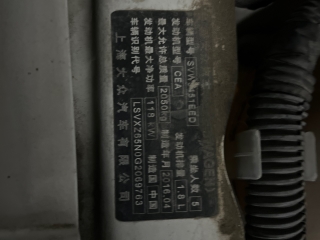 车辆型号 乘坐人数 5
发动机型号 CEA 发动机排量 1.8 L
最大允许总质量 2050kg 制造年月 2016.04
发动机最大净功率 118 kW 制造国 中国
车辆识别代号 LSVXZ65N0G2069763
上海大众汽车有限公司